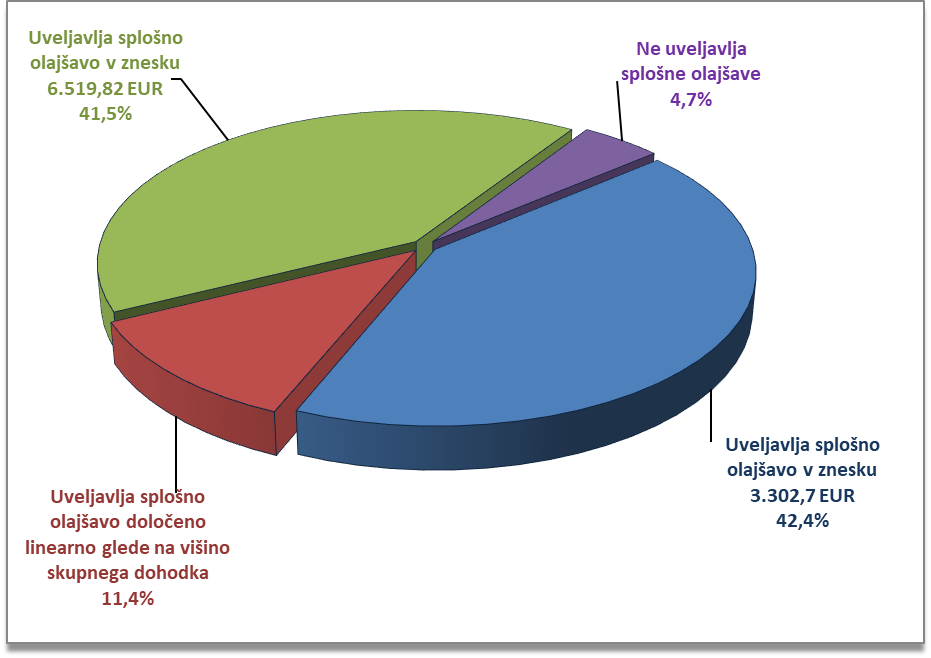 Uveljavlja splošno
olajšavo v znesku
6.519,82 EUR
41,5%
Ne uveljavlja
splošne olajšave
4,7%
Uveljavlja splošno
olajšavo v znesku
3.302,7 EUR
42,4%
Uveljavlja splošno
olajšavo določeno
linearno glede na višino
skupnega dohodka
11,4%